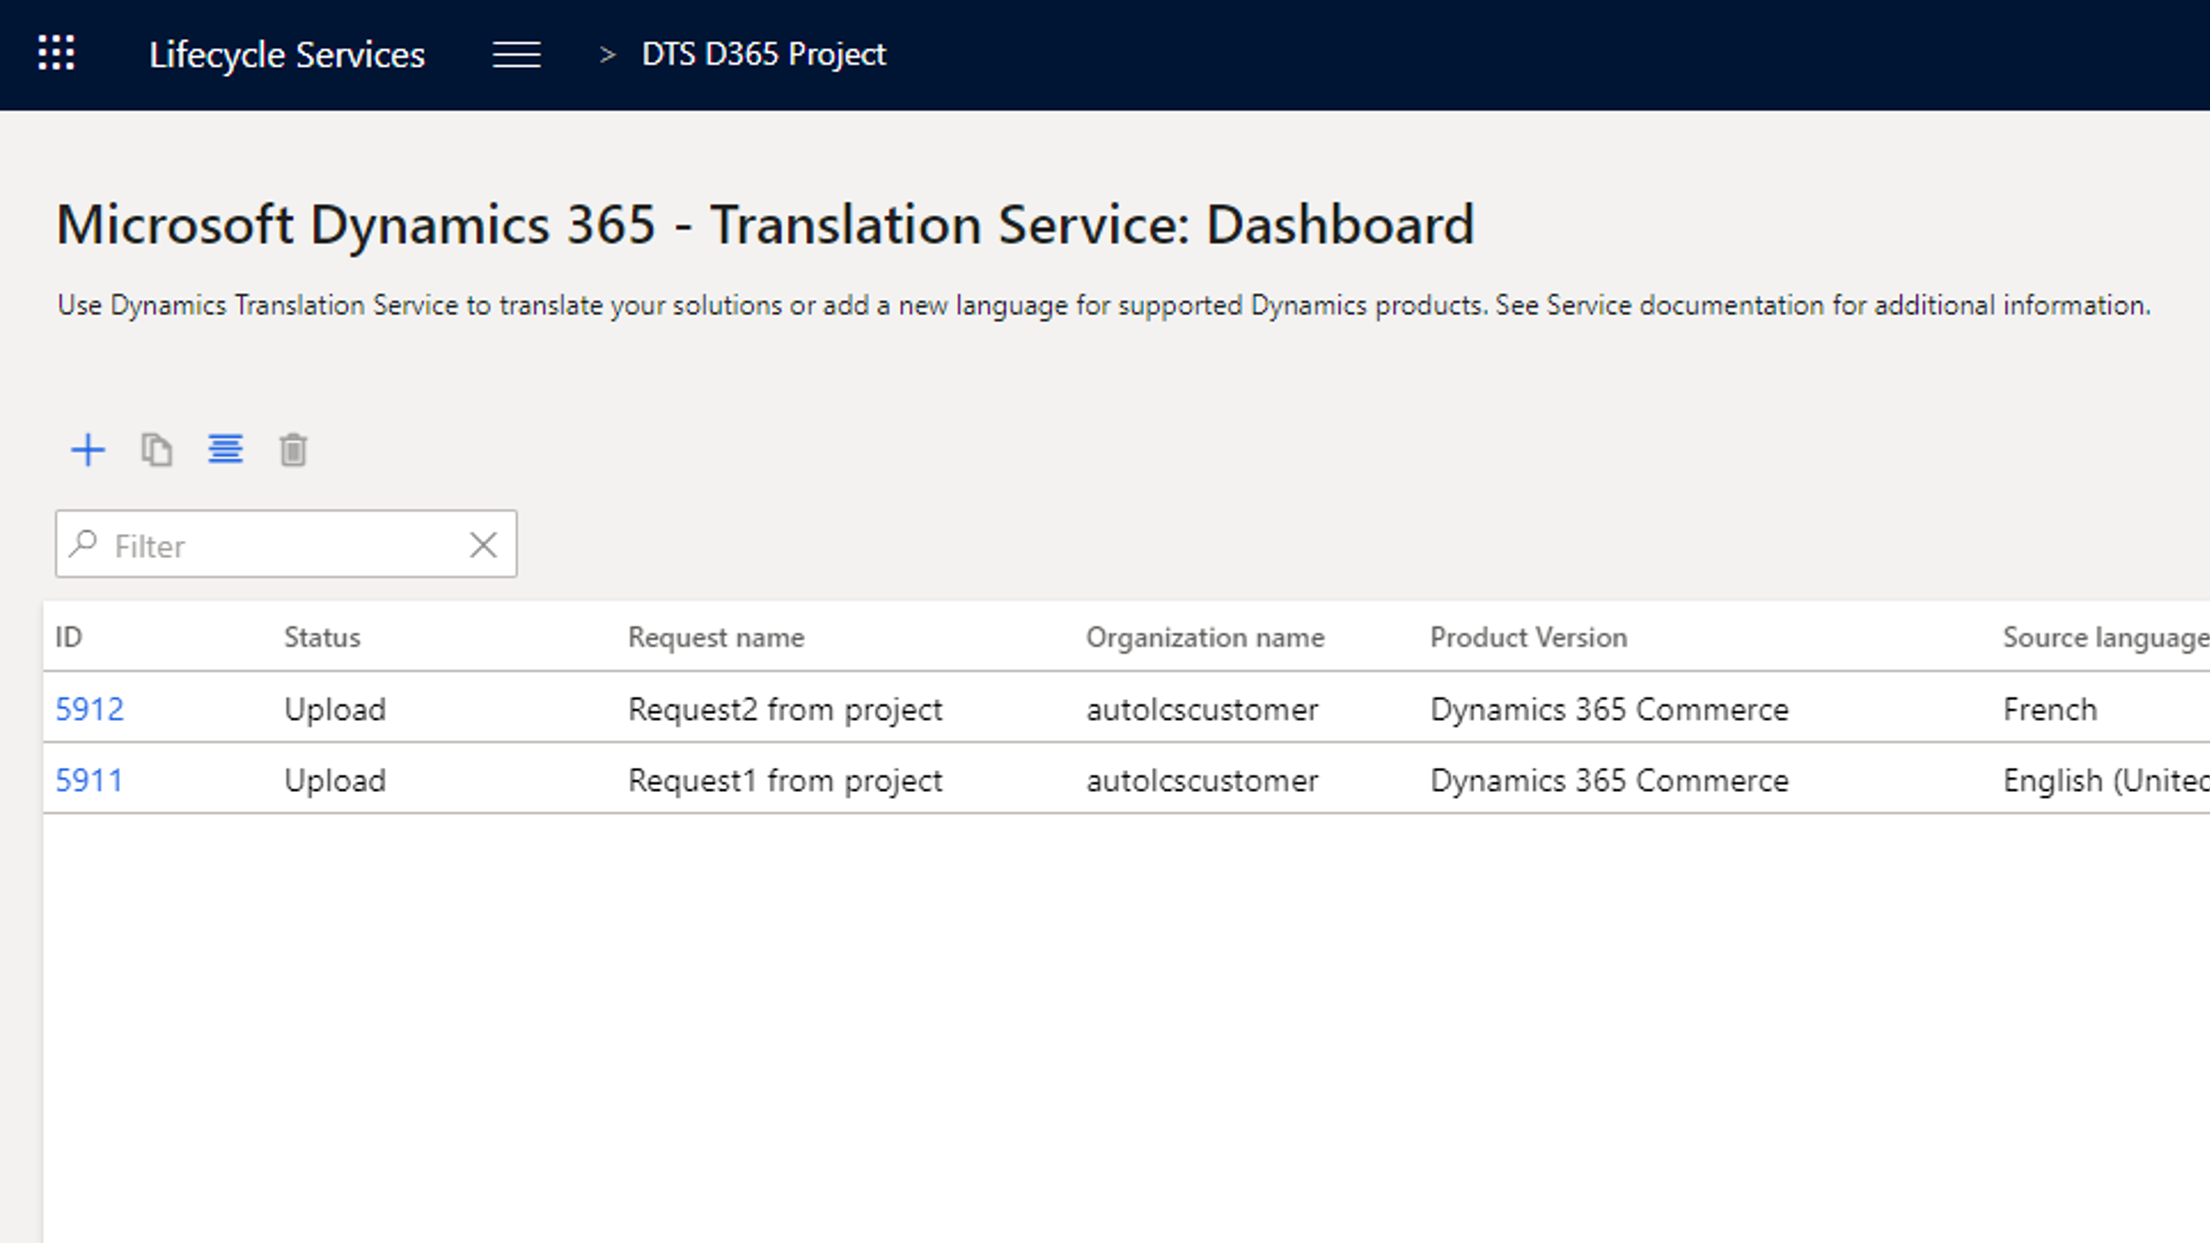 Lifecycle Services > DTS D365 Project
Microsoft Dynamics 365 - Translation Service: Dashboard
Use Dynamics Translation Service to translate your solutions or add a new language for supported Dynamics products. See Service documentation for additional information.
Filter
ID Status Request name Organization name Product Version Source language
5912 Upload Request2 from project autolcscustomer Dynamics 365 Commerce French
5911 Upload Request1 from project autolcscustomer Dynamics 365 Commerce English (United